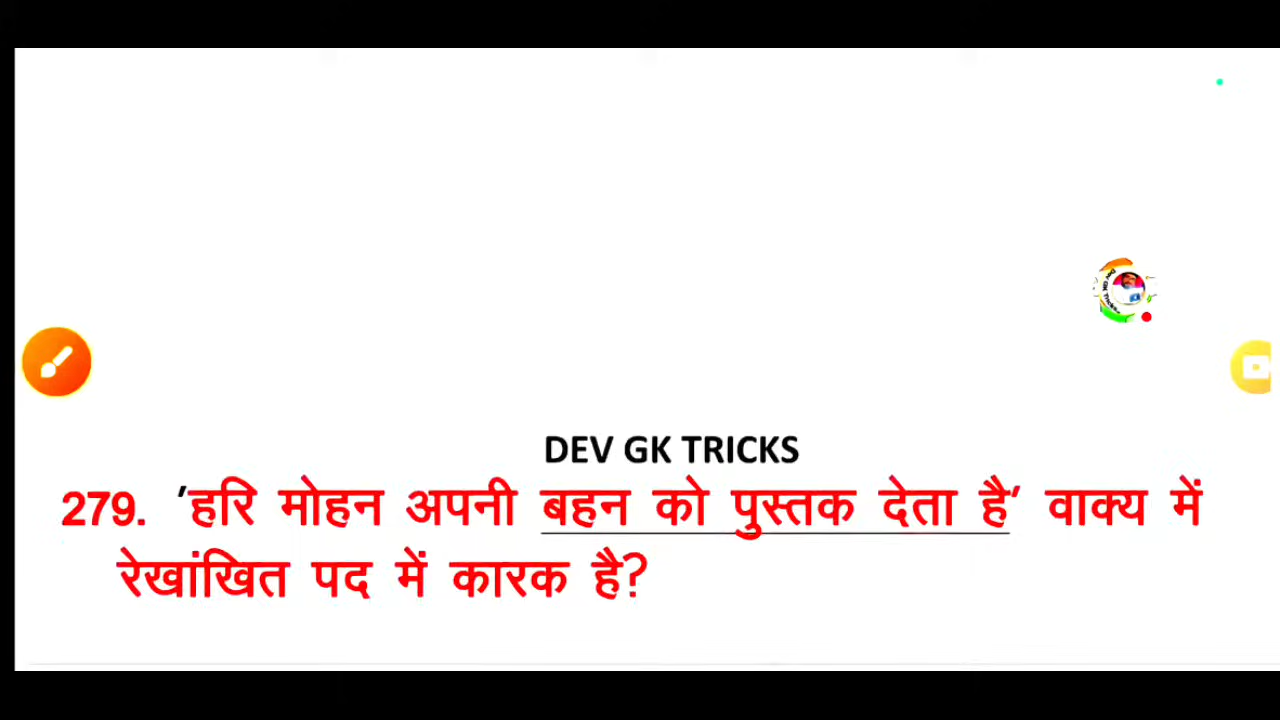 DEV GK TRICKS
279. 'हरि मोहन अपनी बहन को पुस्तक देता है' वाक्य में
रेखांखित पद में कारक है?